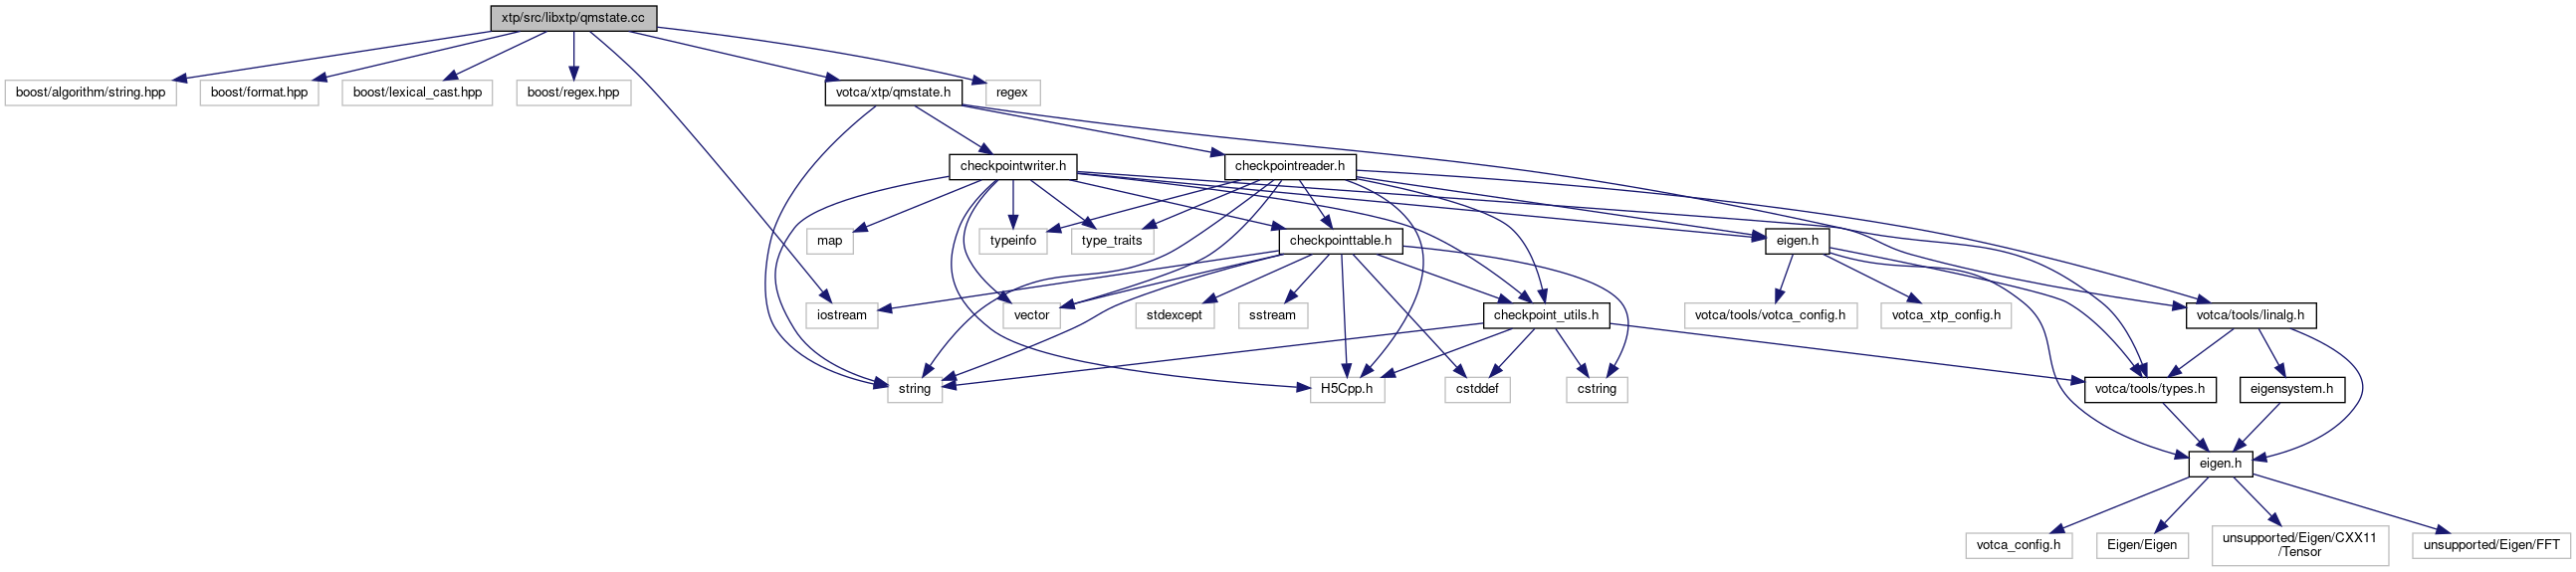 xtp/src/libxtp/qmstate.cc
boost/algorithm/string.hpp
boost/format.hpp
boost/lexical_cast.hpp
boost/regex.hpp
votca/xtp/qmstate.h
regex
checkpointwriter.h
checkpointreader.h
map
typeinfo
type_traits
checkpointtable.h
eigen.h
iostream
vector
stdexcept
sstream
checkpoint_utils.h
votca/tools/votca_config.h
votca_xtp_config.h
votca/tools/linalg.h
string
H5Cpp.h
cstddef
cstring
votca/tools/types.h
eigensystem.h
eigen.h
votca_config.h
Eigen/Eigen
unsupported/Eigen/CXX11
/Tensor
unsupported/Eigen/FFT